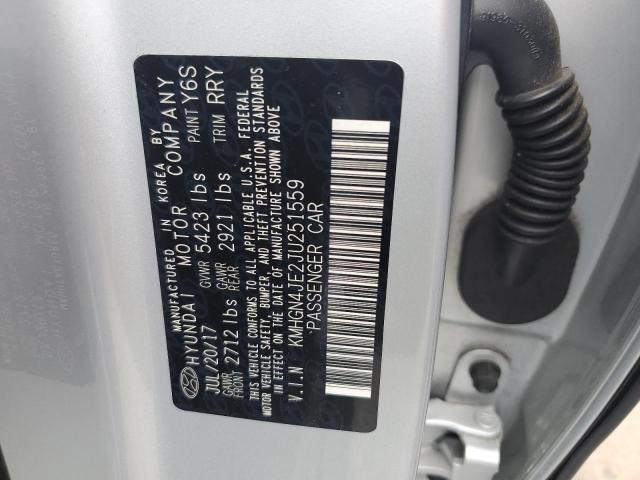 MANUFACTURED IN KOREA BY
HYUNDAI MOTOR COMPANY
JUL/20/17 GVWR 5423 lbs PAINT Y6S
GAWR FRONT 2712 lbs GAWR REAR 2921 lbs TRIM RRY
THIS VEHICLE CONFORMS TO ALL APPLICABLE U.S.A. FEDERAL
MOTOR VEHICLE SAFETY, BUMPER, AND THEFT PREVENTION STANDARDS
IN EFFECT ON THE DATE OF MANUFACTURE SHOWN ABOVE
V.I.N KMHGN4JE2JU251559
PASSENGER CAR